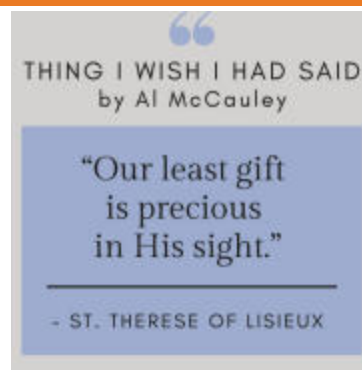 THING I WISH I HAD SAID
by Al McCauley
“Our least gift
is precious
in His sight.”
- ST. THERESE OF LISIEUX